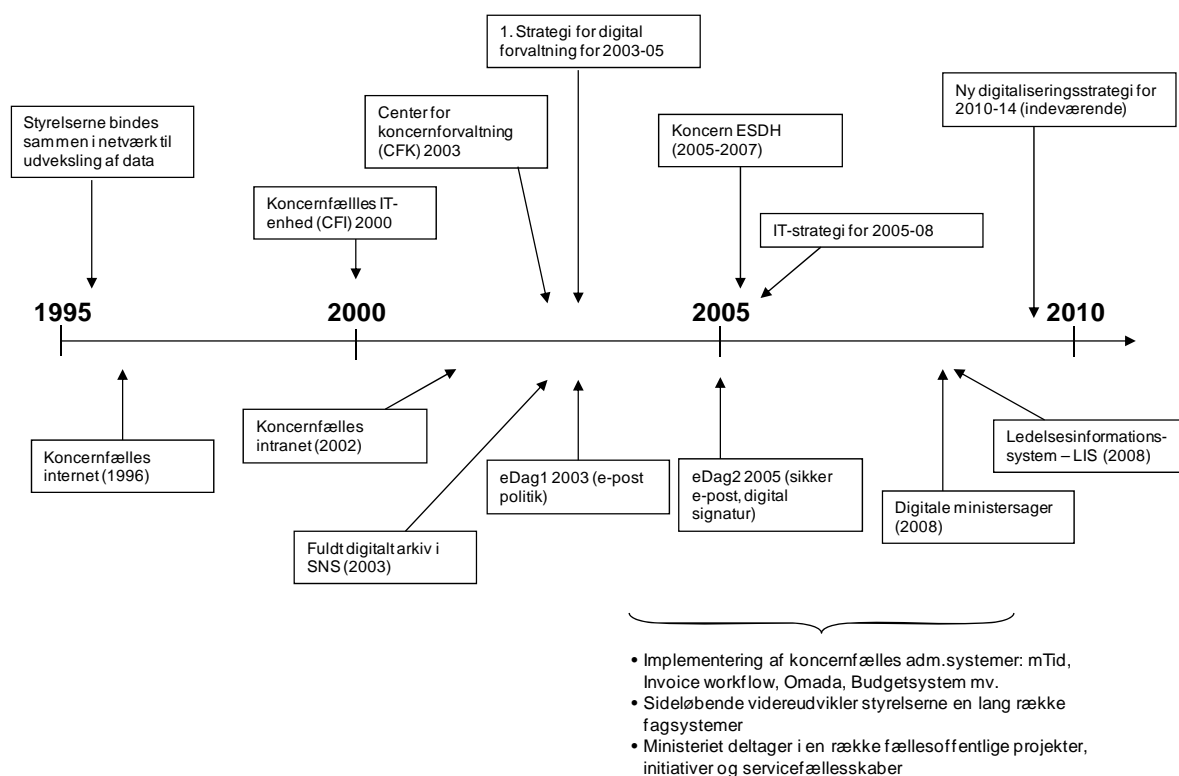 1. Strategi for digital
forvaltning for 2003-05
Styrelserne bindes
sammen i netværk til
udveksling af data
Center for
koncernforvaltning
(CFK) 2003
Koncern ESDH
(2005-2007)
Ny digitaliseringsstrategi for
2010-14 (indeværende)
Koncernfællles IT-
enhed (CFI) 2000
IT-strategi for 2005-08
1995
2000
2005
2010
Koncernfælles
internet (1996)
Koncernfælles
intranet (2002)
Fuldt digitalt arkiv i
SNS (2003)
eDag1 2003 (e-post
politik)
eDag2 2005 (sikker
e-post, digital
signatur)
Digitale ministersager
(2008)
Ledelsesinformations-
system – LIS (2008)
• Implementering af koncernfælles adm.systemer: mTid,
Invoice workflow, Omada, Budgetsystem mv.
• Sideløbende videreudvikler styrelserne en lang række
fagsystemer
• Ministeriet deltager i en række fællesoffentlige projekter,
initiativer og servicefællesskaber